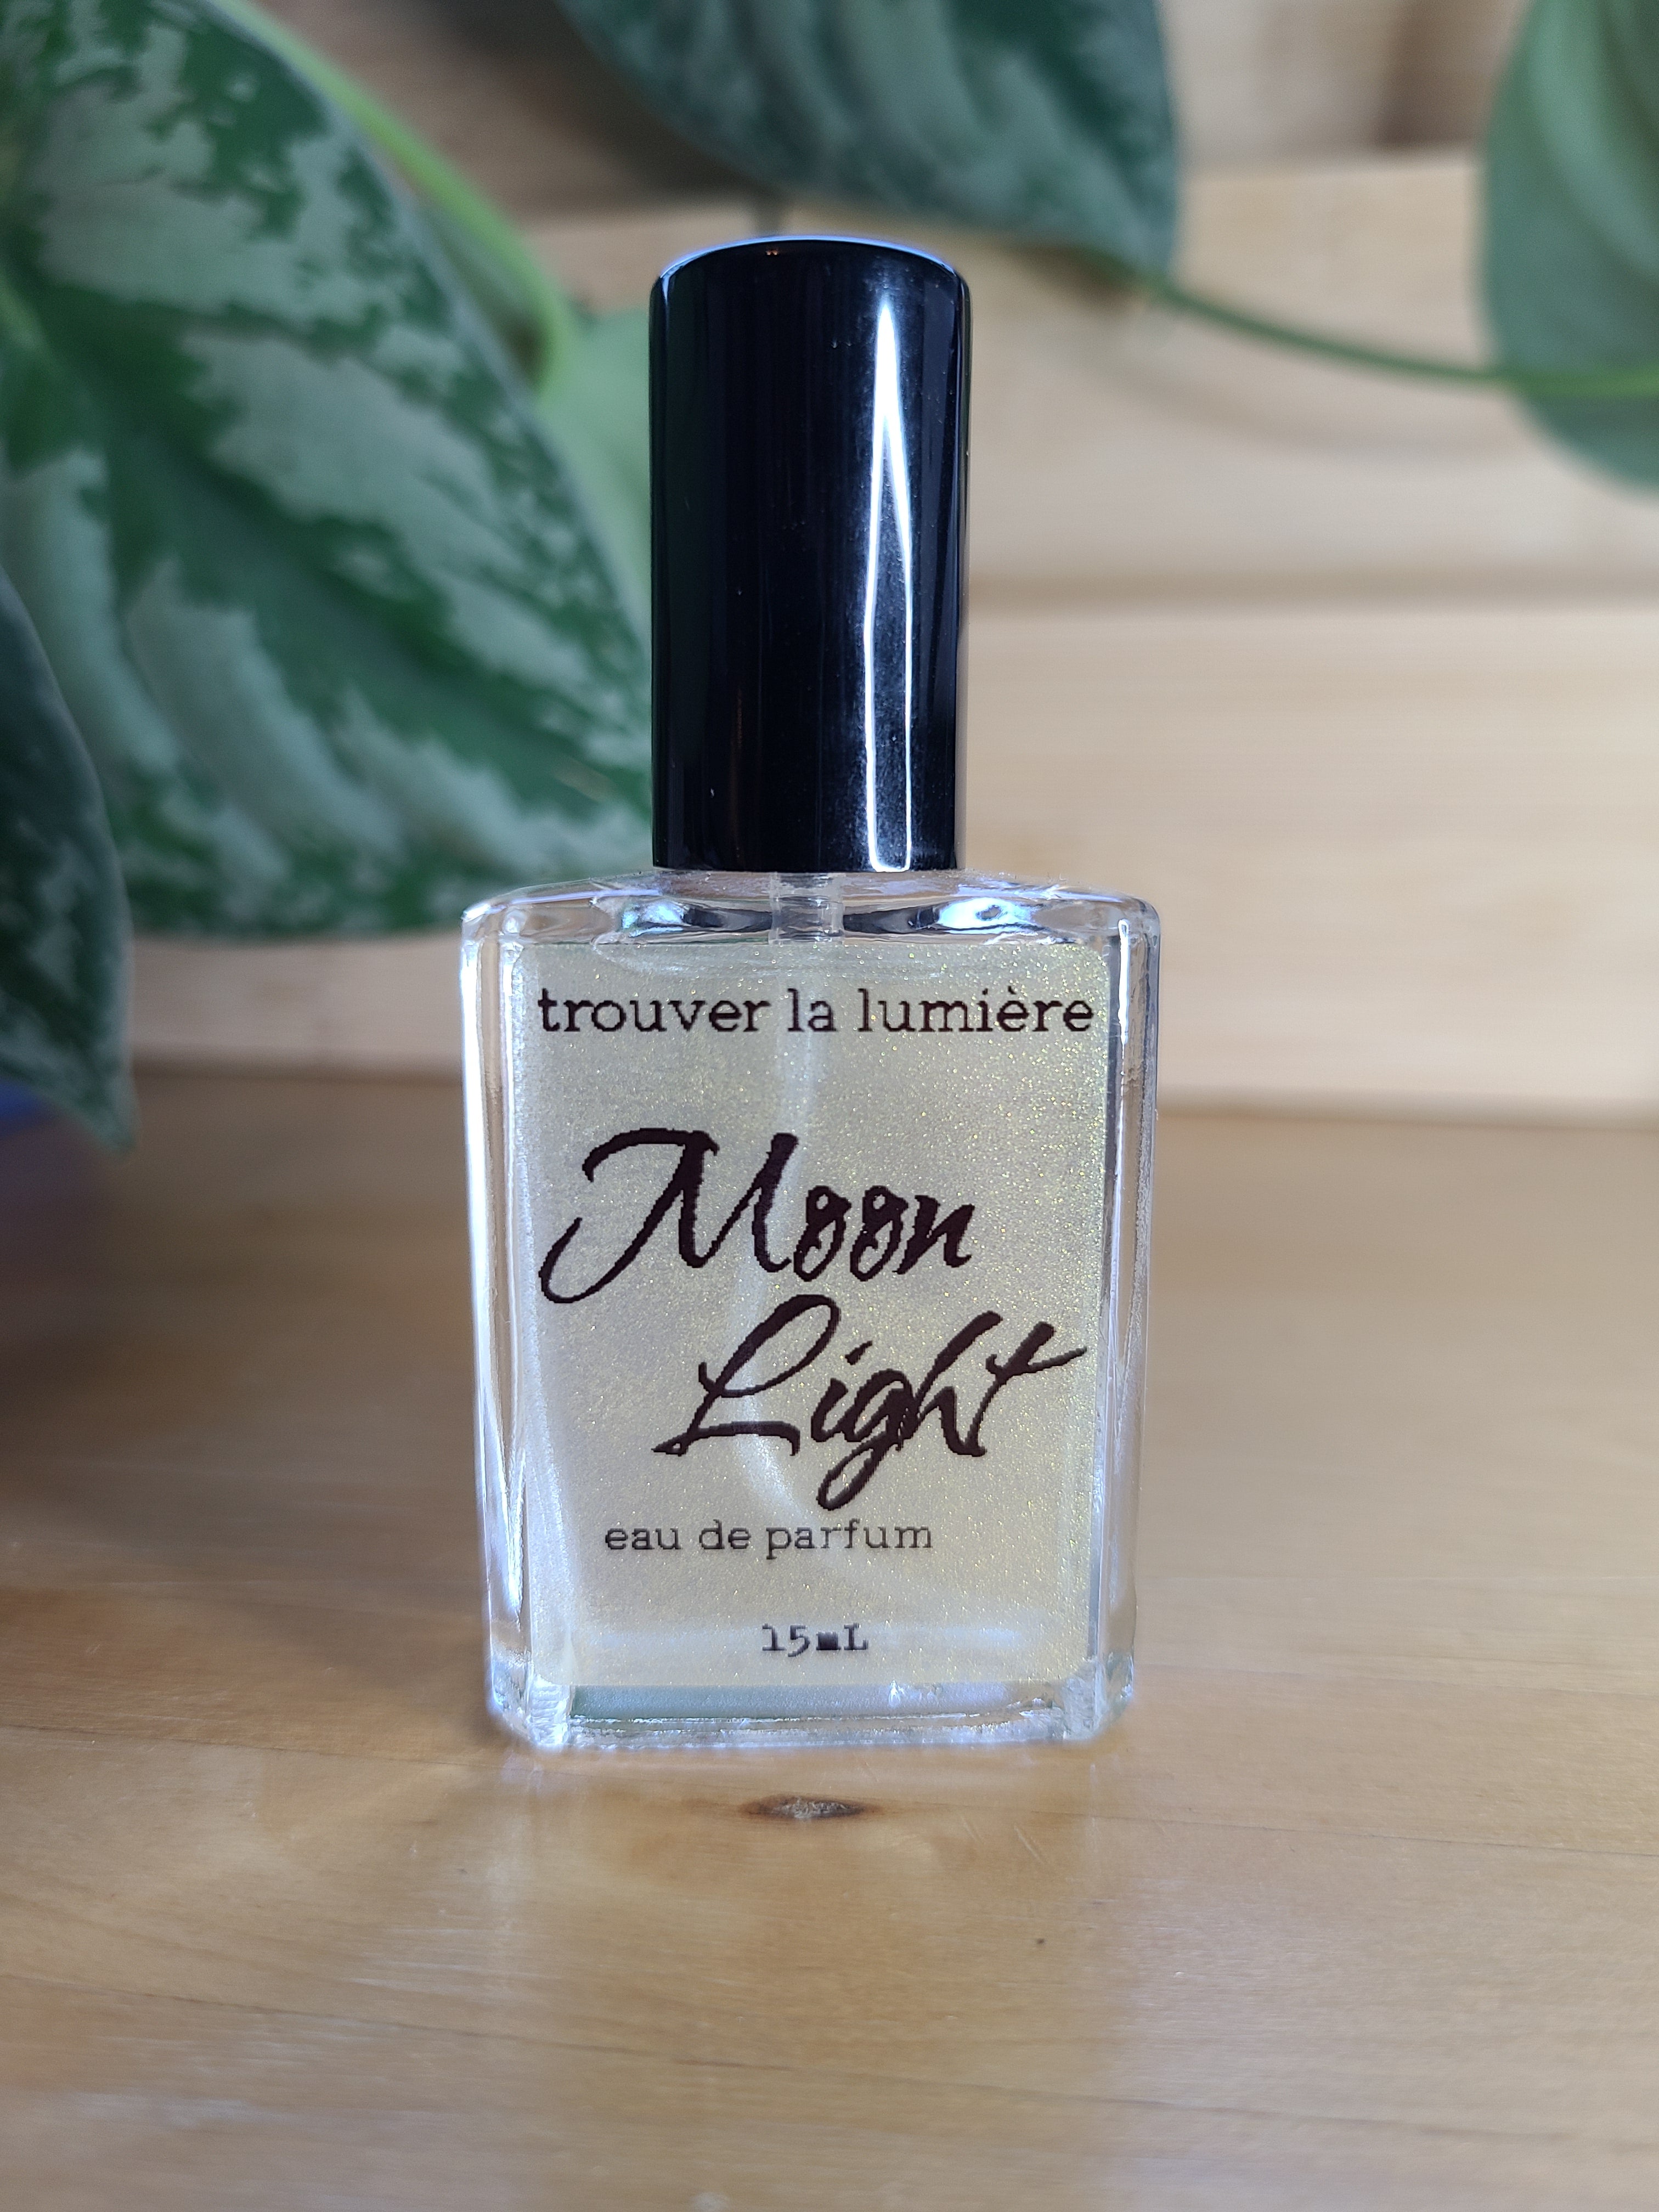 trouver la lumière
Moon
Light
eau de parfum
15mL